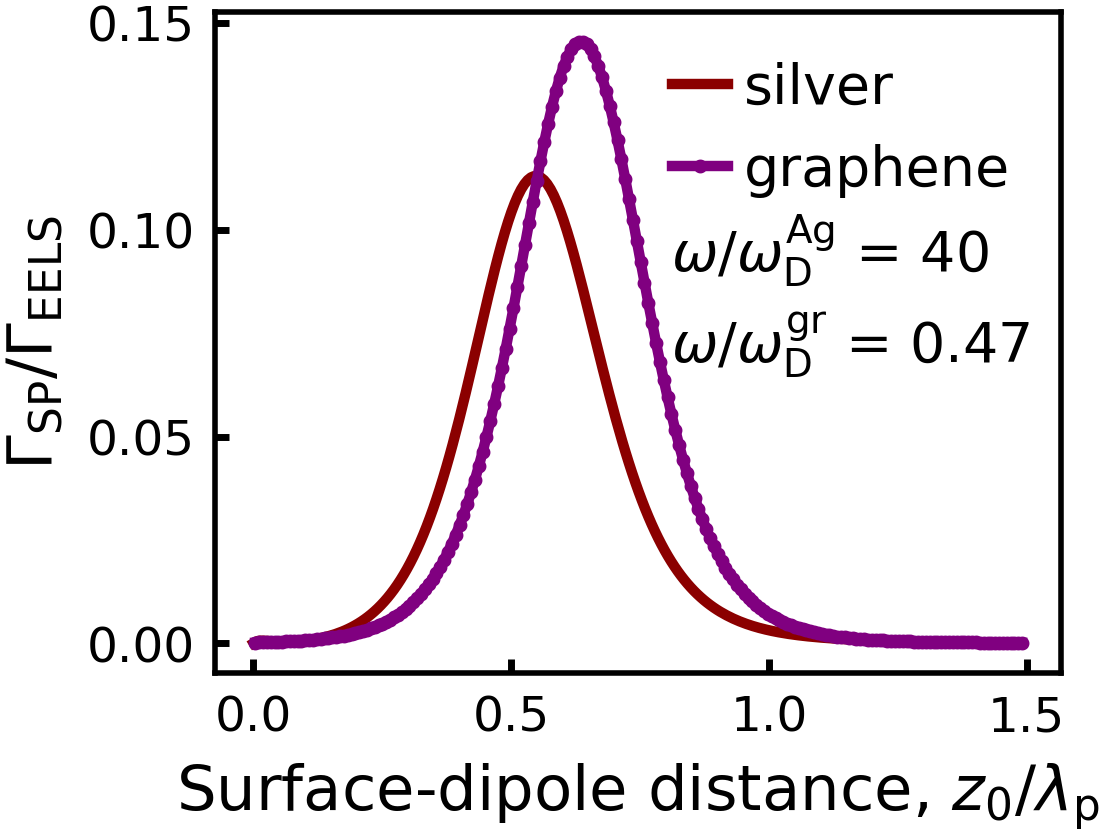 0.15
0.10
0.05
0.00
Γ_SP/Γ_EELS
silver
graphene
ω/ω_D^Ag = 40
ω/ω_D^gr = 0.47
0.0 0.5 1.0 1.5
Surface-dipole distance, z₀/λ_p